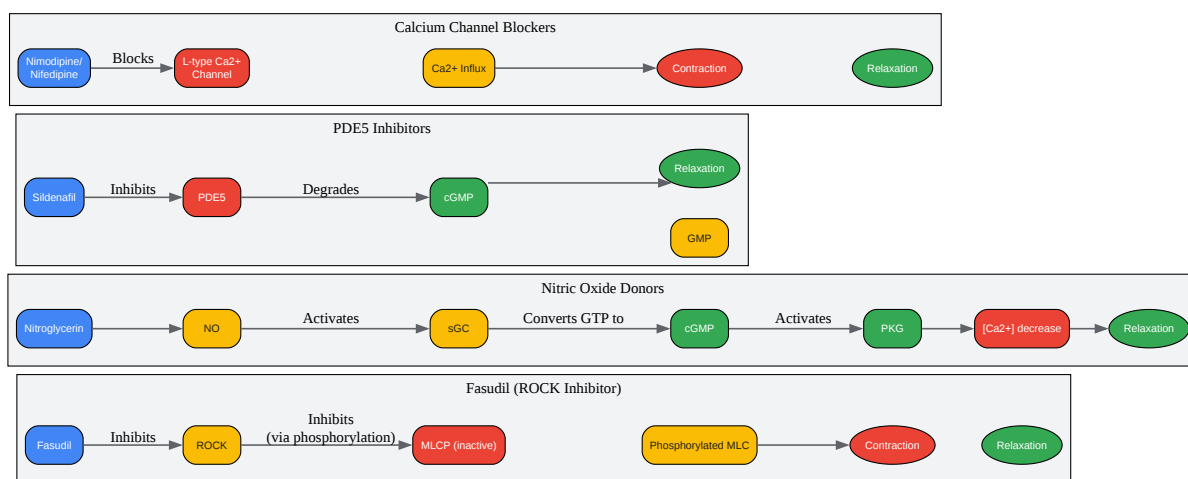 Calcium Channel Blockers
Nimodipine/
Nifedipine
Blocks
L-type Ca2+
Channel
Ca2+ Influx
Contraction
Relaxation
PDE5 Inhibitors
Sildenafil
Inhibits
PDE5
Degrades
cGMP
Relaxation
GMP
Nitric Oxide Donors
Nitroglycerin
NO
Activates
sGC
Converts GTP to
cGMP
Activates
PKG
[Ca2+] decrease
Relaxation
Fasudil (ROCK Inhibitor)
Fasudil
Inhibits
ROCK
Inhibits
(via phosphorylation)
MLCP (inactive)
Phosphorylated MLC
Contraction
Relaxation